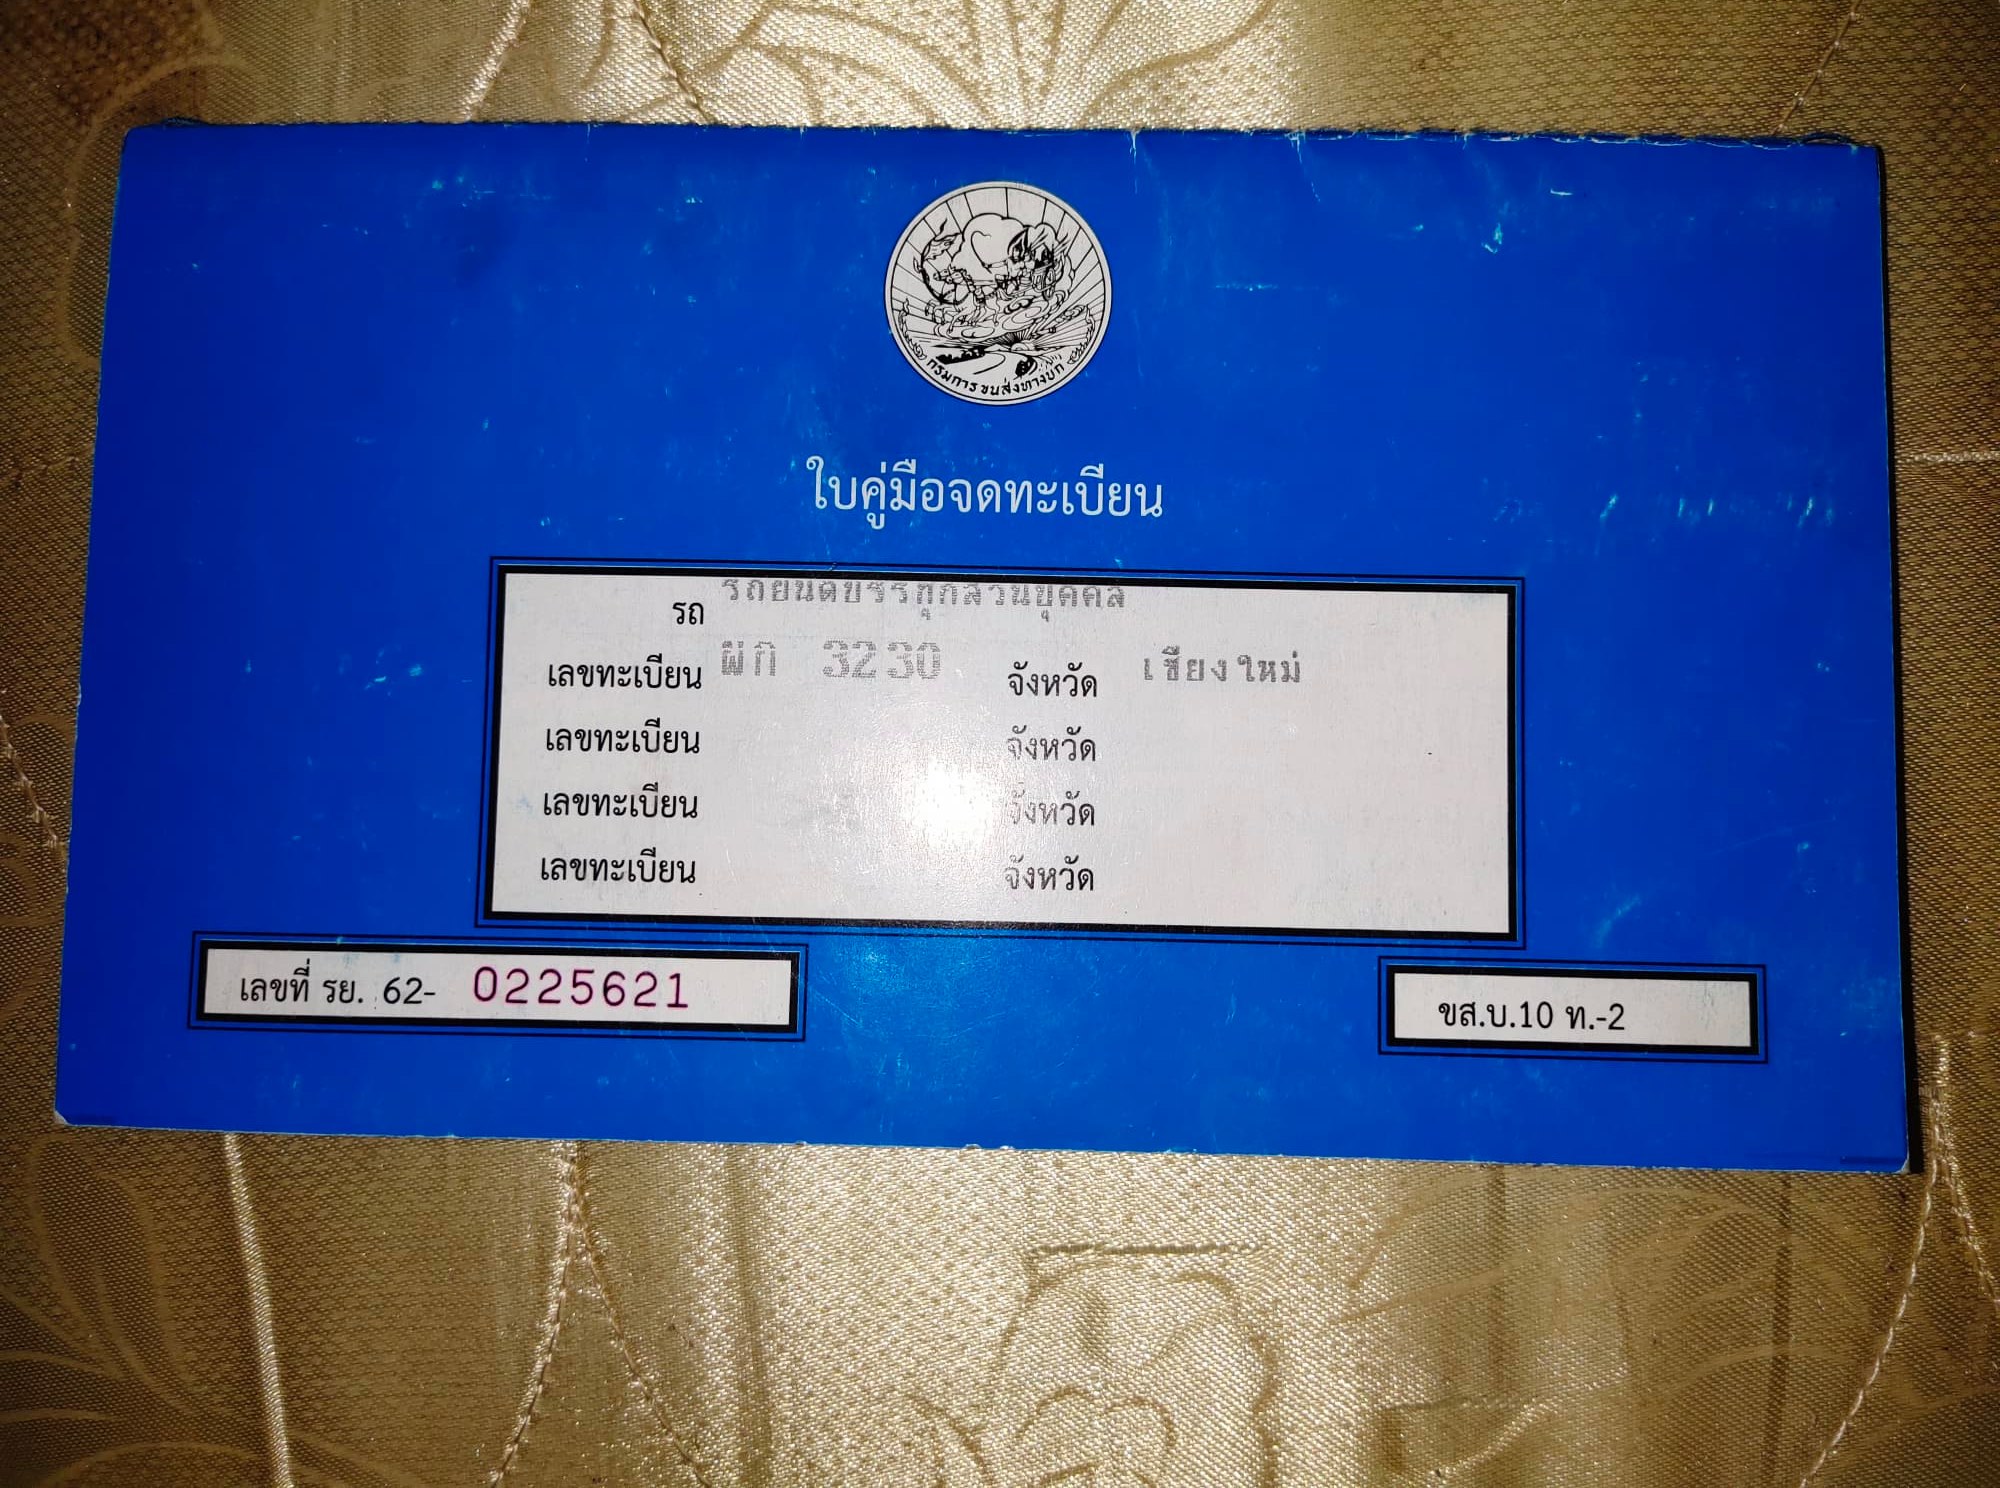 กรมการขนส่งทางบก
ใบคู่มือจดทะเบียน
รถ รถยนต์บรรทุกส่วนบุคคล
เลขทะเบียน ผก 3230 จังหวัด เชียงใหม่
เลขทะเบียน จังหวัด
เลขทะเบียน จังหวัด
เลขทะเบียน จังหวัด
เลขที่ รย. 62- 0225621
ขส.บ.10 ท.-2